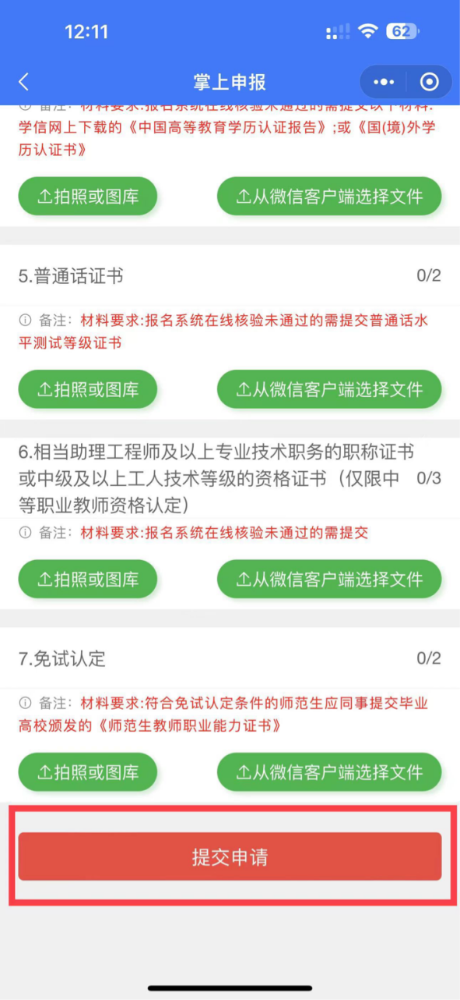 12:11
62
掌上申报
备注: 材料要求:报名系统在线核验未通过的需提交以下材料:
学信网上下载的《中国高等教育学历认证报告》;或《国(境)外学
历认证书》
拍照或图库
从微信客户端选择文件
5.普通话证书
0/2
备注: 材料要求:报名系统在线核验未通过的需提交普通话水
平测试等级证书
拍照或图库
从微信客户端选择文件
6.相当助理工程师及以上专业技术职务的职称证书
或中级及以上工人技术等级的资格证书（仅限中
等职业教师资格认定）
0/3
备注: 材料要求:报名系统在线核验未通过的需提交
拍照或图库
从微信客户端选择文件
7.免试认定
0/2
备注: 材料要求:符合免试认定条件的师范生应同事提交毕业
高校颁发的《师范生教师职业能力证书》
拍照或图库
从微信客户端选择文件
提交申请